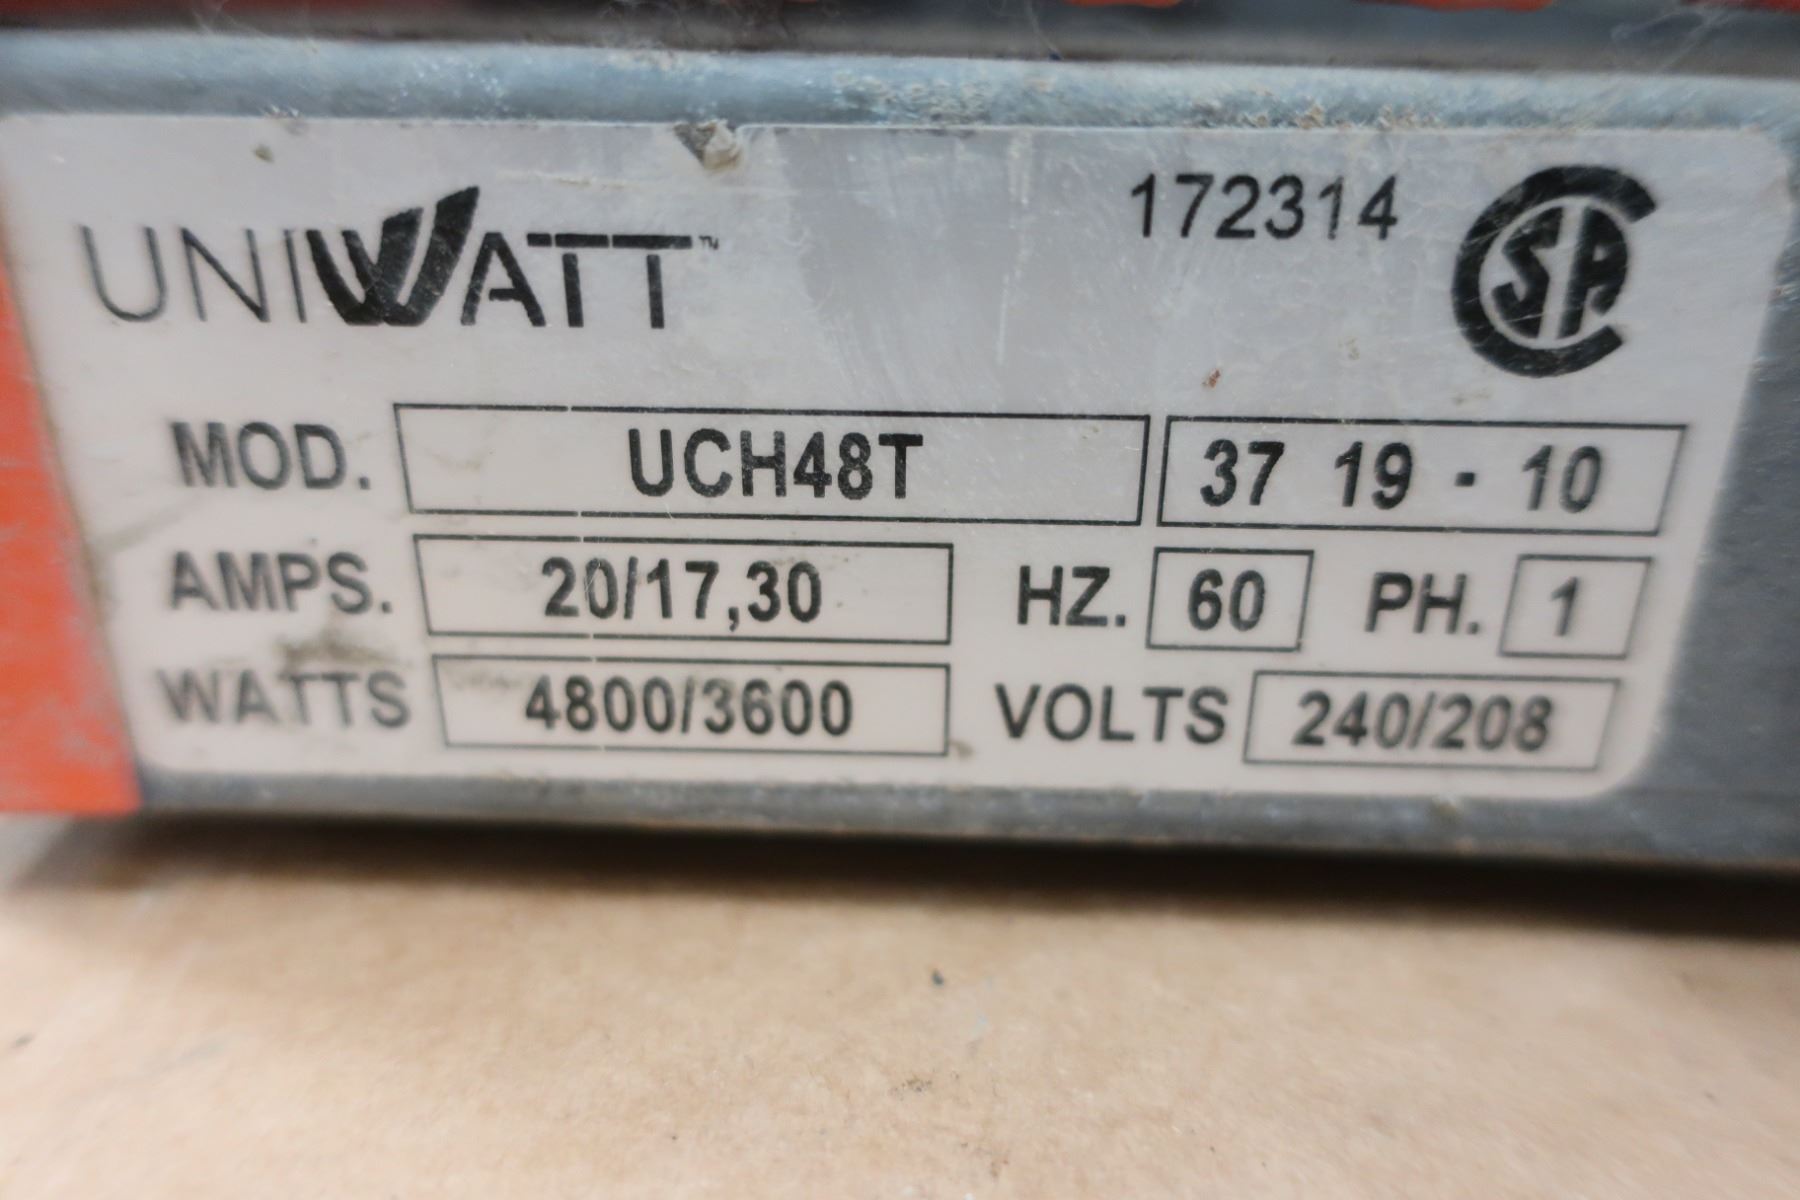 UNIWATT™ 172314 CSA
MOD. UCH48T 37 19 - 10
AMPS. 20/17,30 HZ. 60 PH. 1
WATTS 4800/3600 VOLTS 240/208